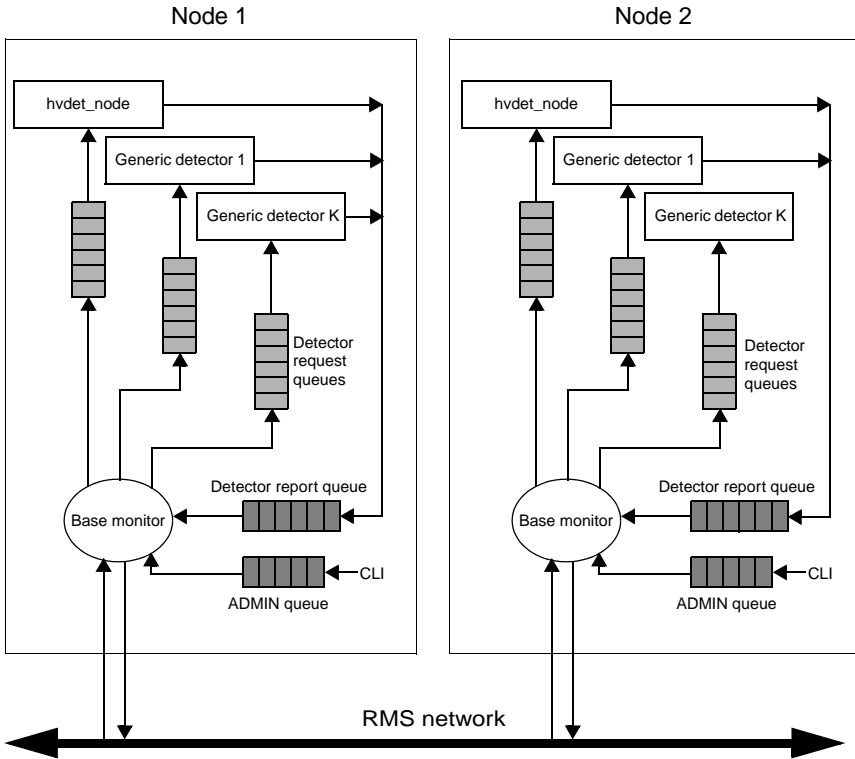 Node 1
Node 2
hvdet_node
Generic detector 1
Generic detector K
Detector
request
queues
Detector report queue
Base monitor
CLI
ADMIN queue
hvdet_node
Generic detector 1
Generic detector K
Detector
request
queues
Detector report queue
Base monitor
CLI
ADMIN queue
RMS network